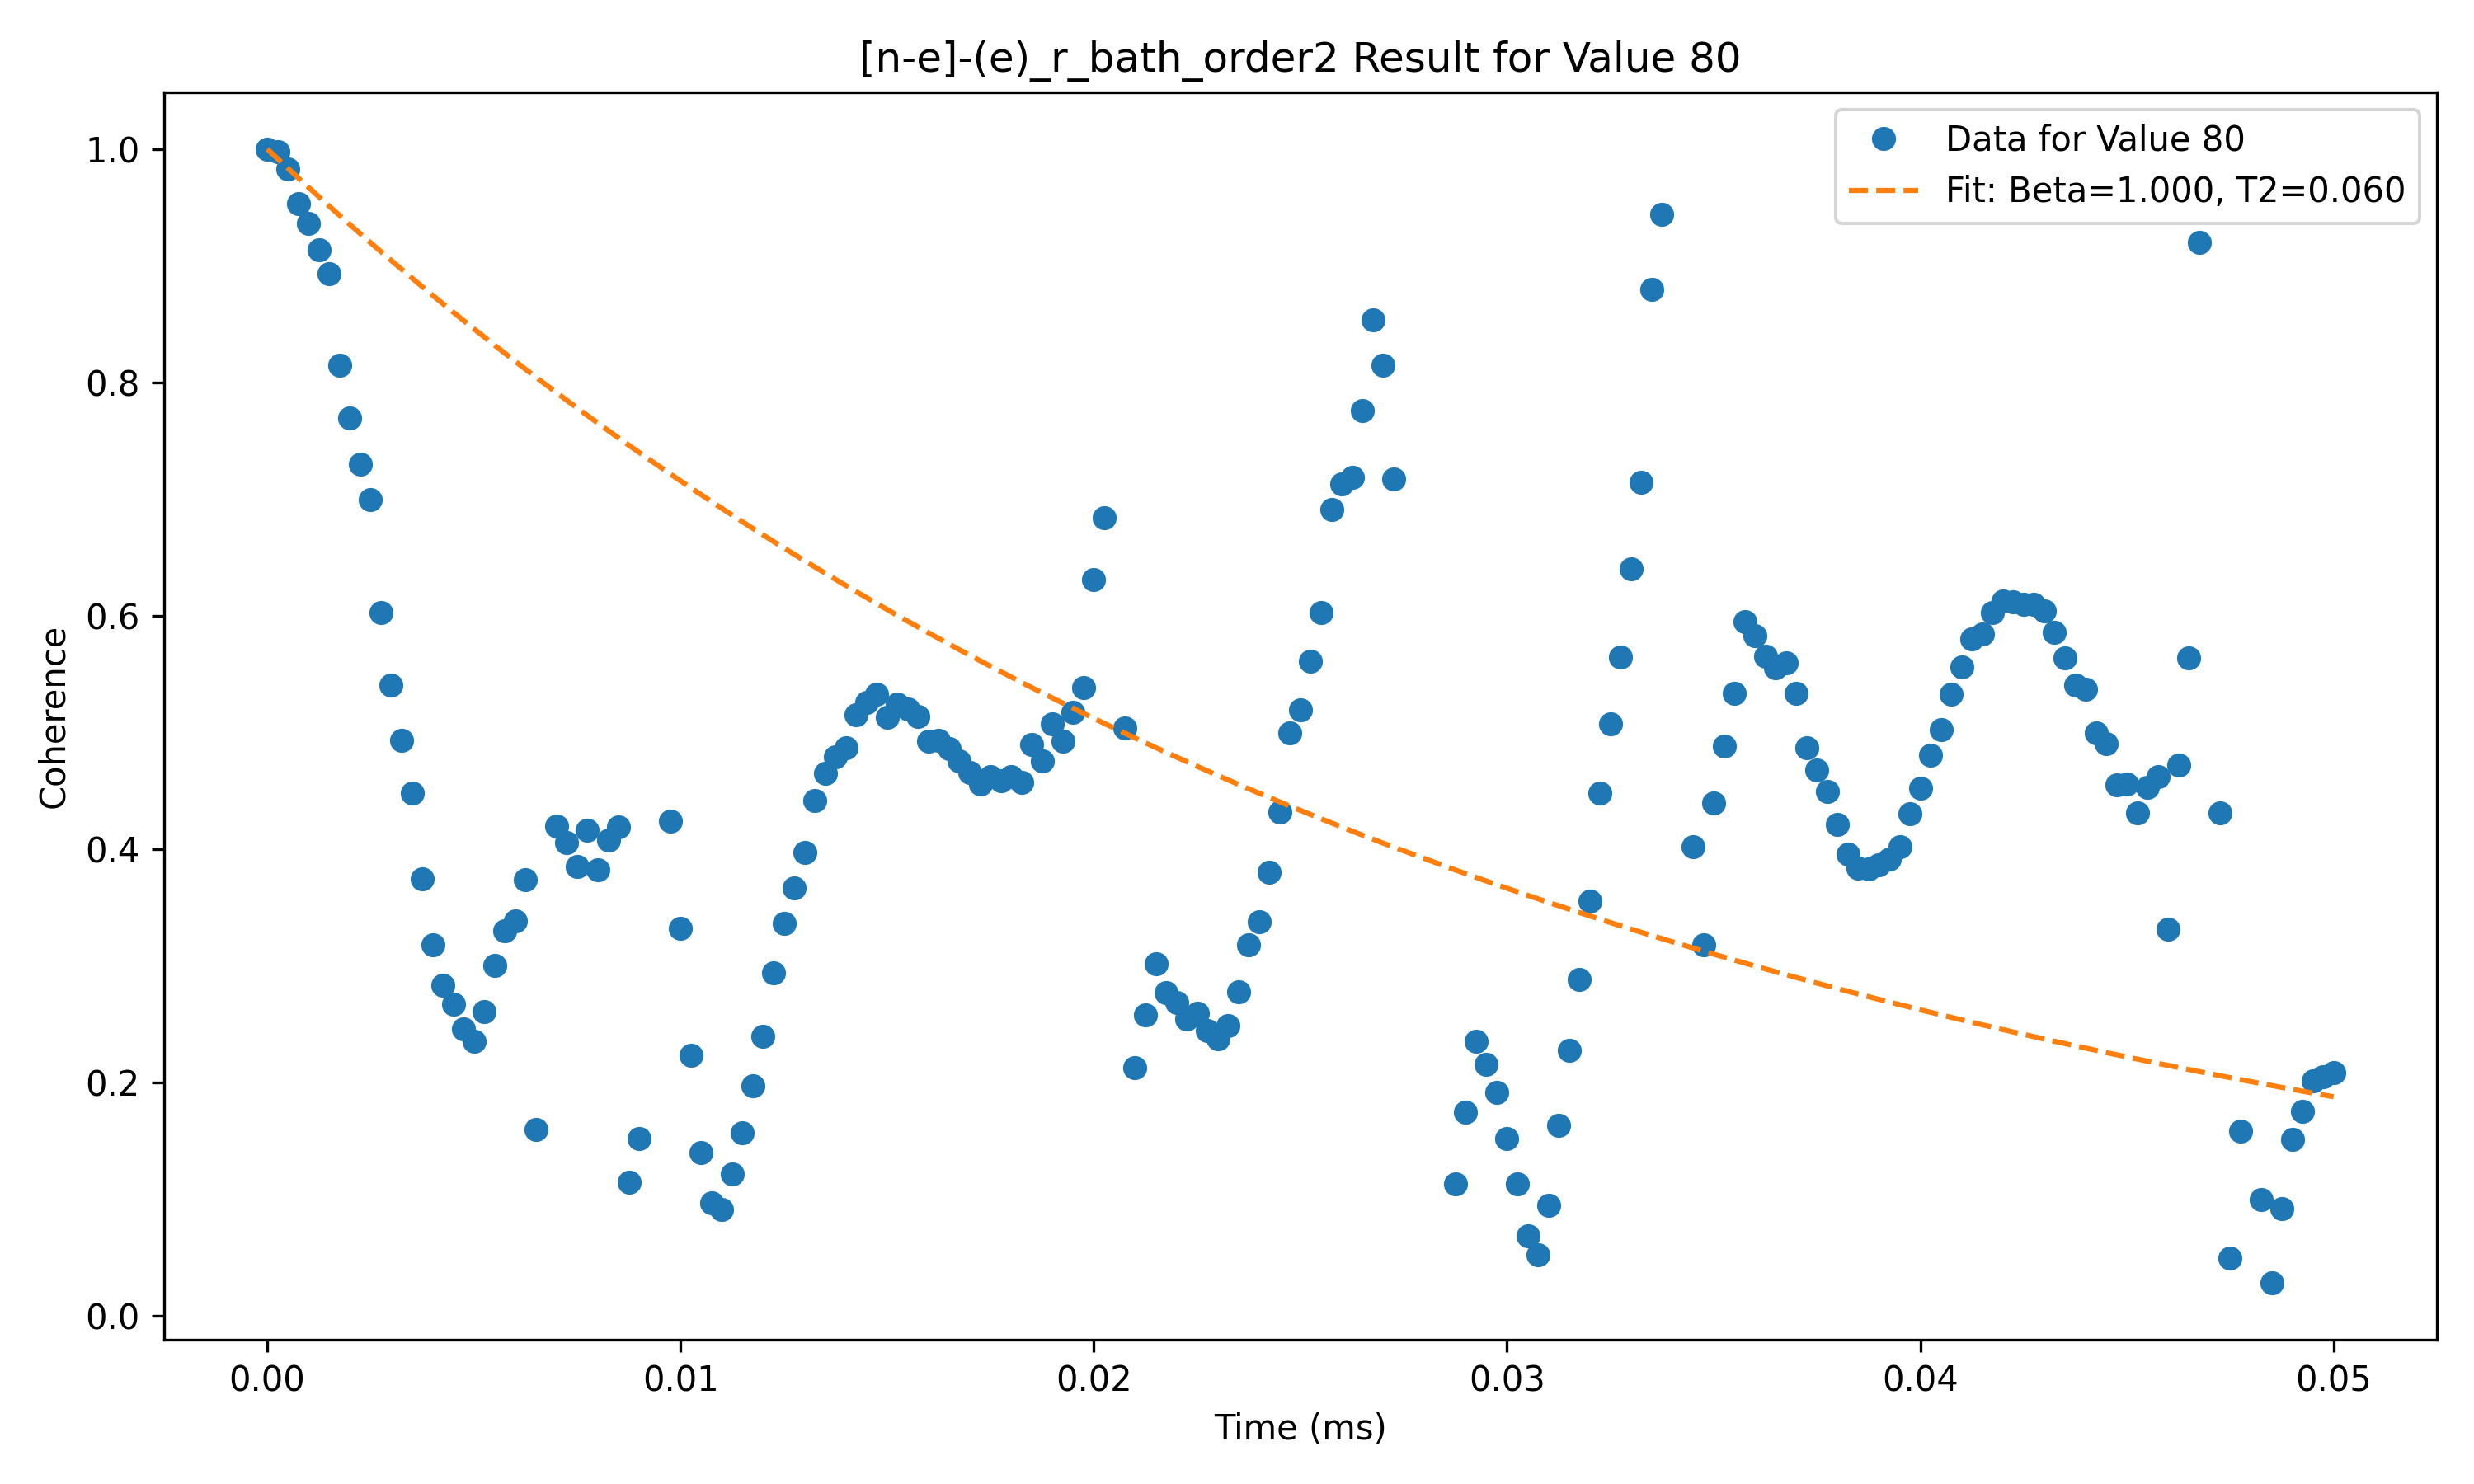 [n-e]-(e)_r_bath_order2 Result for Value 80
Data for Value 80
Fit: Beta=1.000, T2=0.060
Coherence
1.0
0.8
0.6
0.4
0.2
0.0
0.00 0.01 0.02 0.03 0.04 0.05
Time (ms)